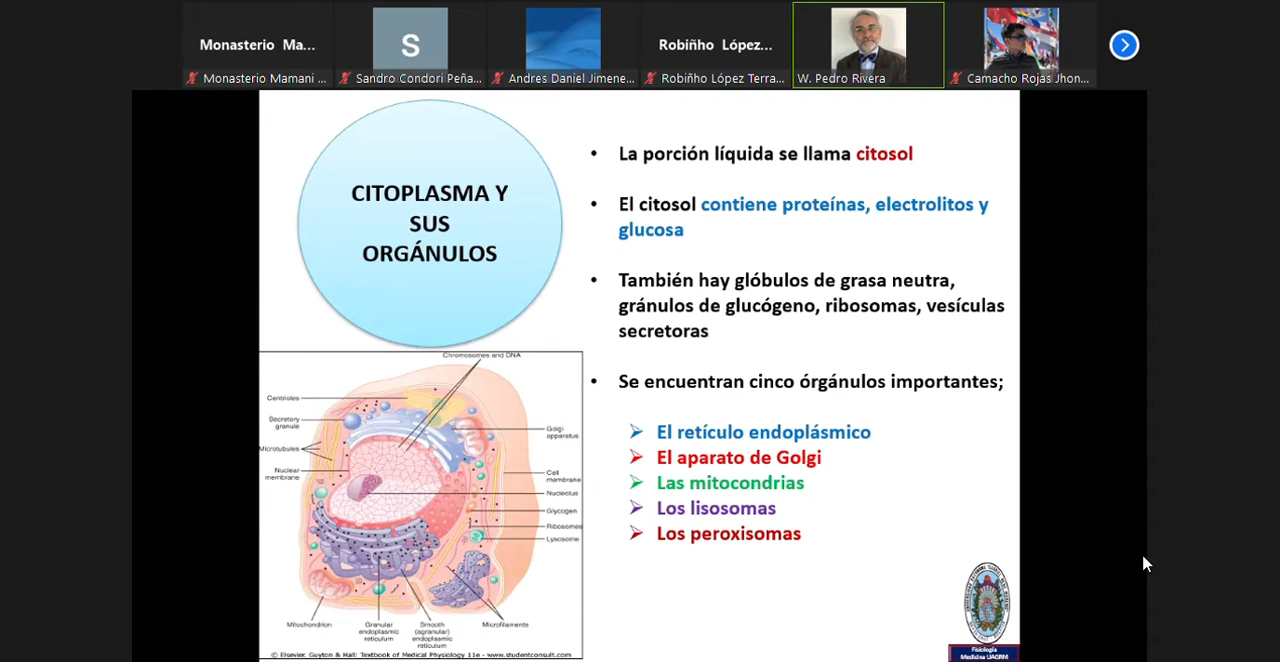 Monasterio Ma...
S
Robiñho López...
Monasterio Mamani ...
Sandro Condori Peña...
Andres Daniel Jimene...
Robiñho López Terra...
W. Pedro Rivera
Camacho Rojas Jhon...
CITOPLASMA Y
SUS
ORGÁNULOS
• La porción líquida se llama citosol
• El citosol contiene proteínas, electrolitos y
glucosa
• También hay glóbulos de grasa neutra,
gránulos de glucógeno, ribosomas, vesículas
secretoras
• Se encuentran cinco órgánulos importantes;
El retículo endoplásmico
El aparato de Golgi
Las mitocondrias
Los lisosomas
Los peroxisomas
Chromosomes and DNA
Centrioles
Secretory
granule
Microtubules
Nuclear
membrane
Golgi
apparatus
Cell
membrane
Nucleolus
Glycogen
Ribosomes
Lysosome
Mitochondrion
Granular
endoplasmic
reticulum
Smooth
(agranular)
endoplasmic
reticulum
Microfilaments
© Elsevier. Guyton & Hall: Textbook of Medical Physiology 11e - www.studentconsult.com
Fisiología
Medicina UAGRM